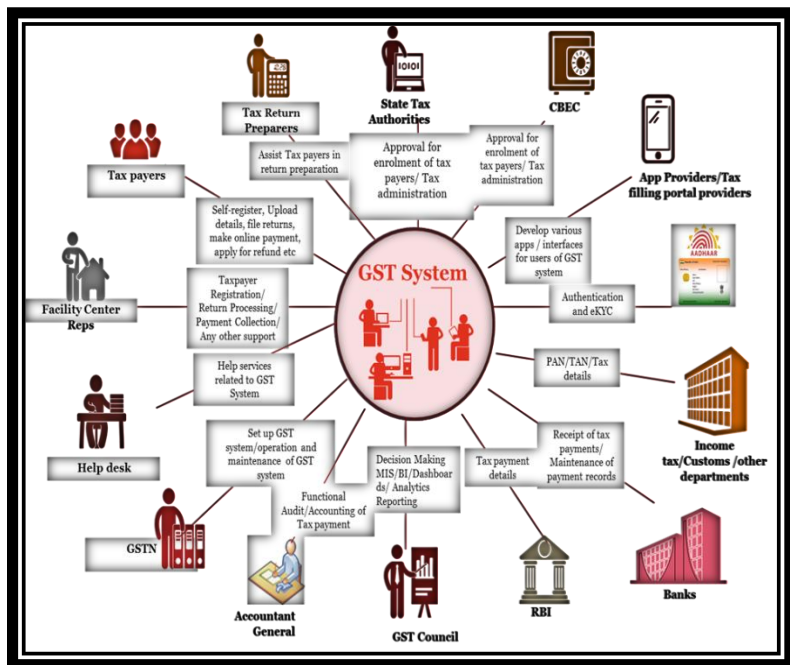 Tax Return
Preparers
State Tax
Authorities
CBEC
Tax payers
Assist Tax payers in
return preparation
Approval for
enrolment of tax
payers/ Tax
administration
Approval for
enrolment of
tax payers/ Tax
administration
App Providers/Tax
filling portal providers
Self-register, Upload
details, file returns,
make online payment,
apply for refund etc
Develop various
apps / interfaces
for users of GST
system
AADHAAR
GST System
Facility Center
Reps
Taxpayer
Registration/
Return Processing/
Payment Collection/
Any other support
Authentication
and eKYC
Help services
related to GST
System
PAN/TAN/Tax
details
Help desk
Set up GST
system/operation and
maintenance of GST
system
Decision Making
MIS/BI/Dashboar
ds/ Analytics
Reporting
Tax payment
details
Receipt of tax
payments/
Maintenance of
payment records
Income
tax/Customs /other
departments
GSTN
Functional
Audit/Accounting of
Tax payment
Accountant
General
GST Council
RBI
Banks